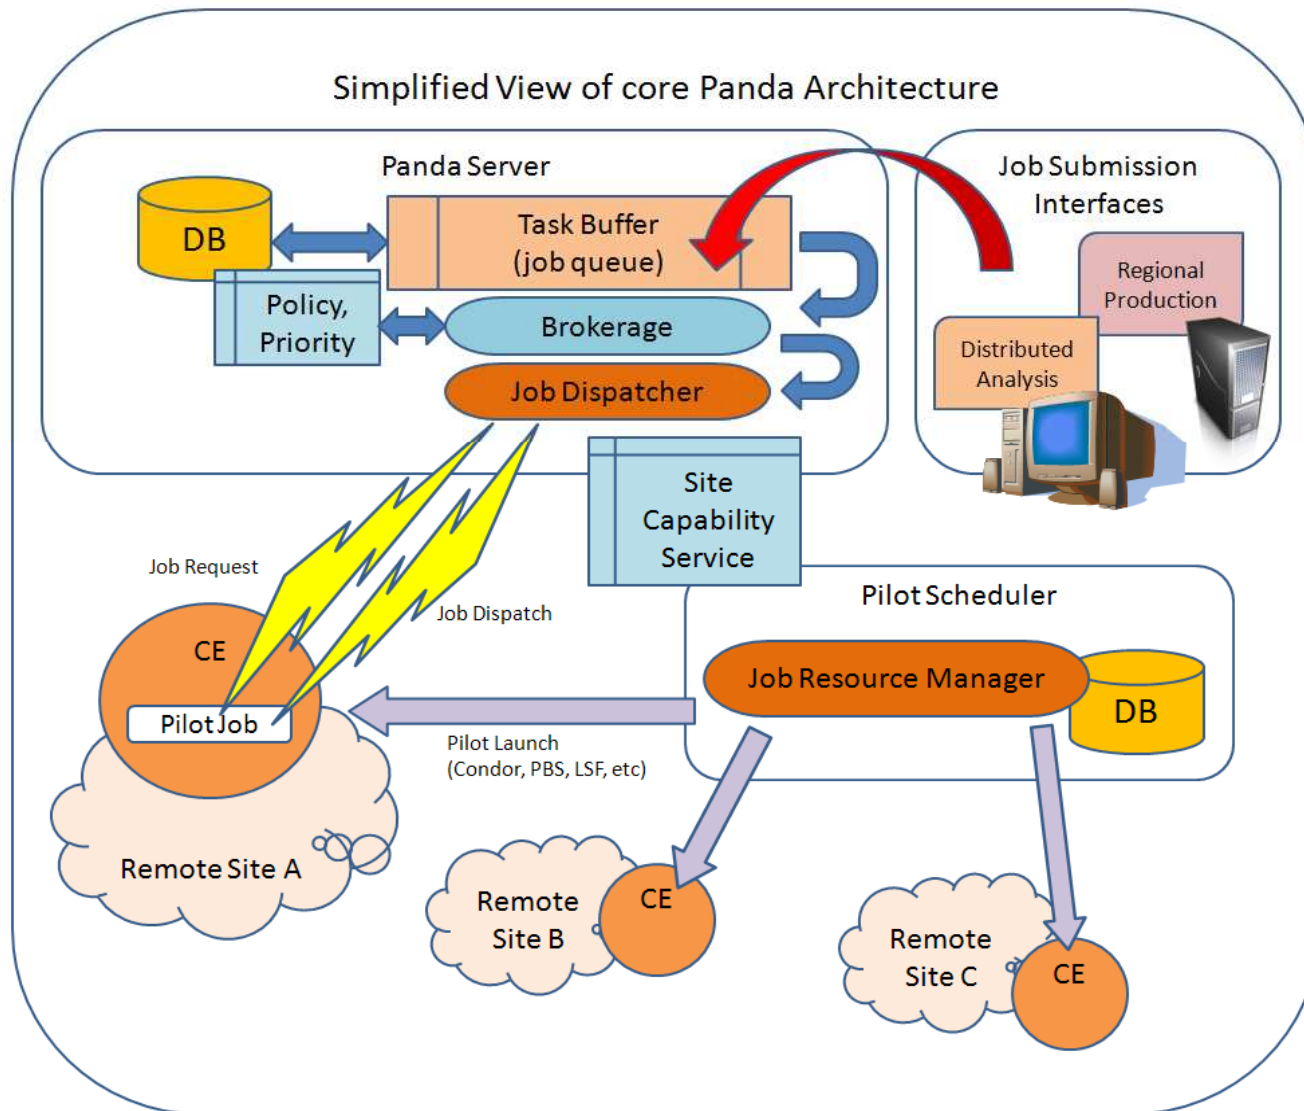 Simplified View of core Panda Architecture
Panda Server
DB
Task Buffer
(job queue)
Policy,
Priority
Brokerage
Job Dispatcher
Job Submission
Interfaces
Regional
Production
Distributed
Analysis
Site
Capability
Service
Job Request
Job Dispatch
CE
Pilot Job
Remote Site A
Pilot Launch
(Condor, PBS, LSF, etc)
Pilot Scheduler
Job Resource Manager
DB
Remote
Site B
CE
Remote
Site C
CE